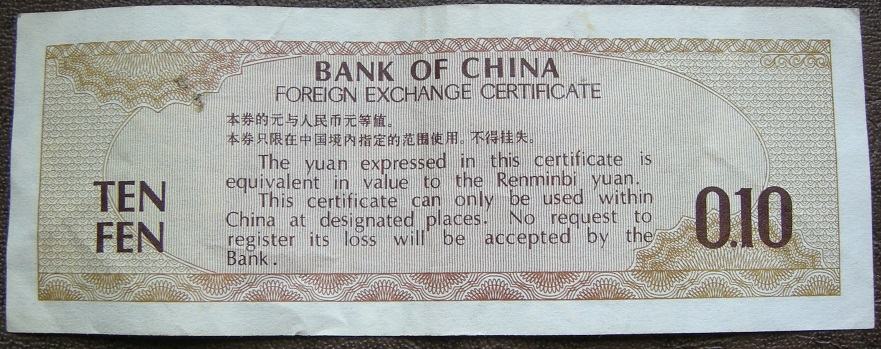 BANK OF CHINA
FOREIGN EXCHANGE CERTIFICATE
本券的元与人民币元等值。
本券只限在中国境内指定的范围使用。不得挂失。
The yuan expressed in this certificate is
equivalent in value to the Renminbi yuan.
This certificate can only be used within
China at designated places. No request to
register its loss will be accepted by the
Bank.
TEN
FEN
0.10